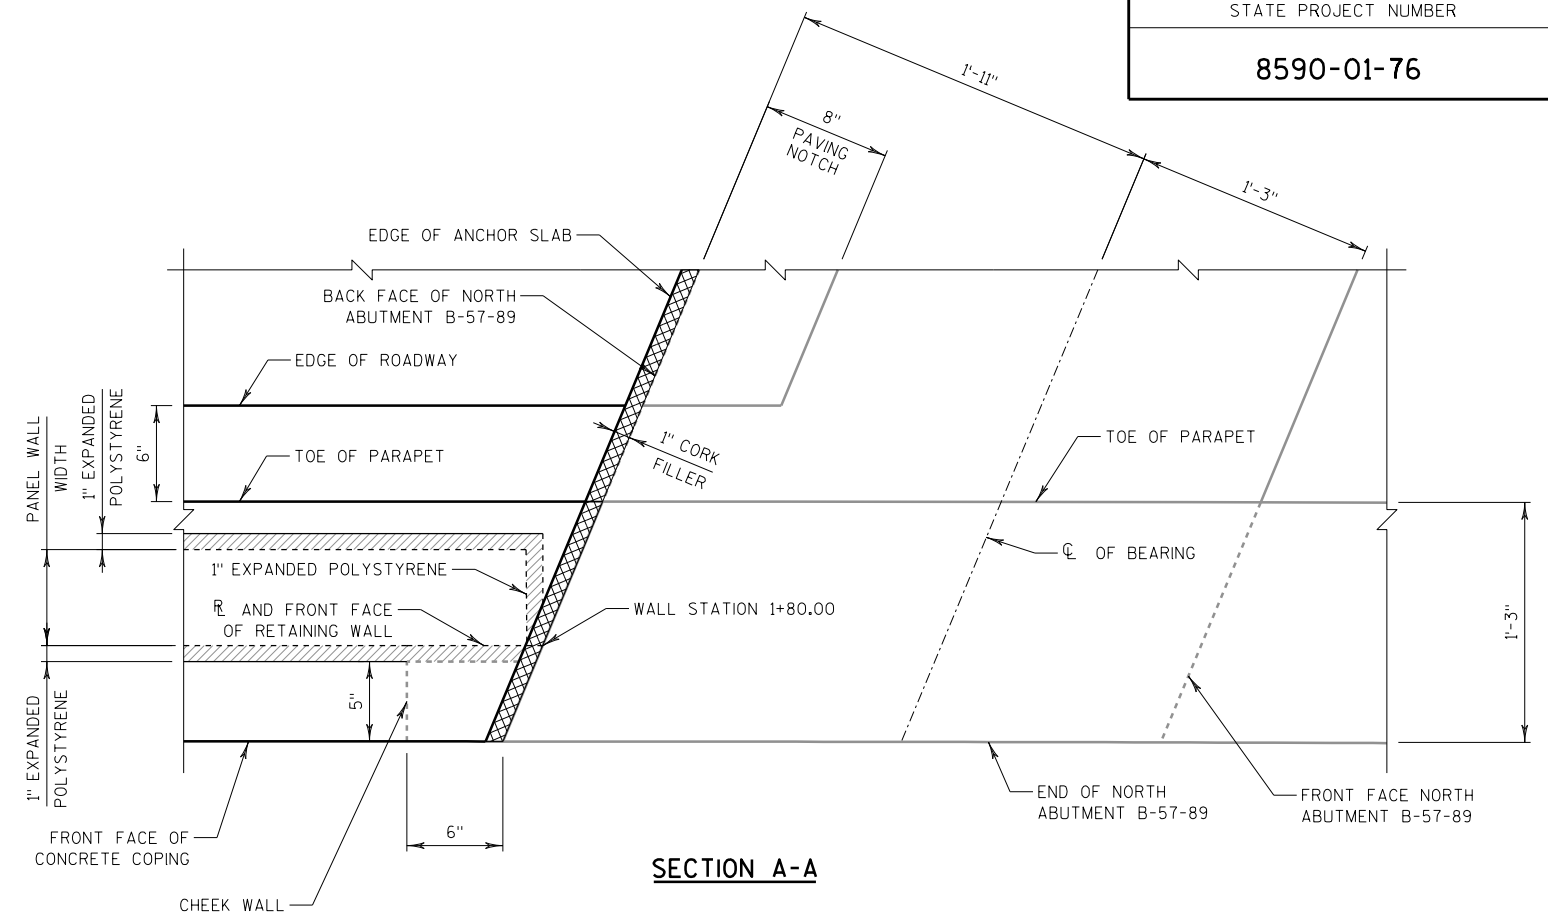 STATE PROJECT NUMBER
8590-01-76
1'-11"
8"
PAVING
NOTCH
1'-3"
EDGE OF ANCHOR SLAB
BACK FACE OF NORTH
ABUTMENT B-57-89
EDGE OF ROADWAY
PANEL WALL
WIDTH
1" EXPANDED
POLYSTYRENE
6"
TOE OF PARAPET
1" CORK
FILLER
TOE OF PARAPET
℄ OF BEARING
1" EXPANDED POLYSTYRENE
RL AND FRONT FACE
OF RETAINING WALL
WALL STATION 1+80.00
1'-3"
1" EXPANDED
POLYSTYRENE
5"
END OF NORTH
ABUTMENT B-57-89
FRONT FACE NORTH
ABUTMENT B-57-89
FRONT FACE OF
CONCRETE COPING
6"
SECTION A-A
CHEEK WALL